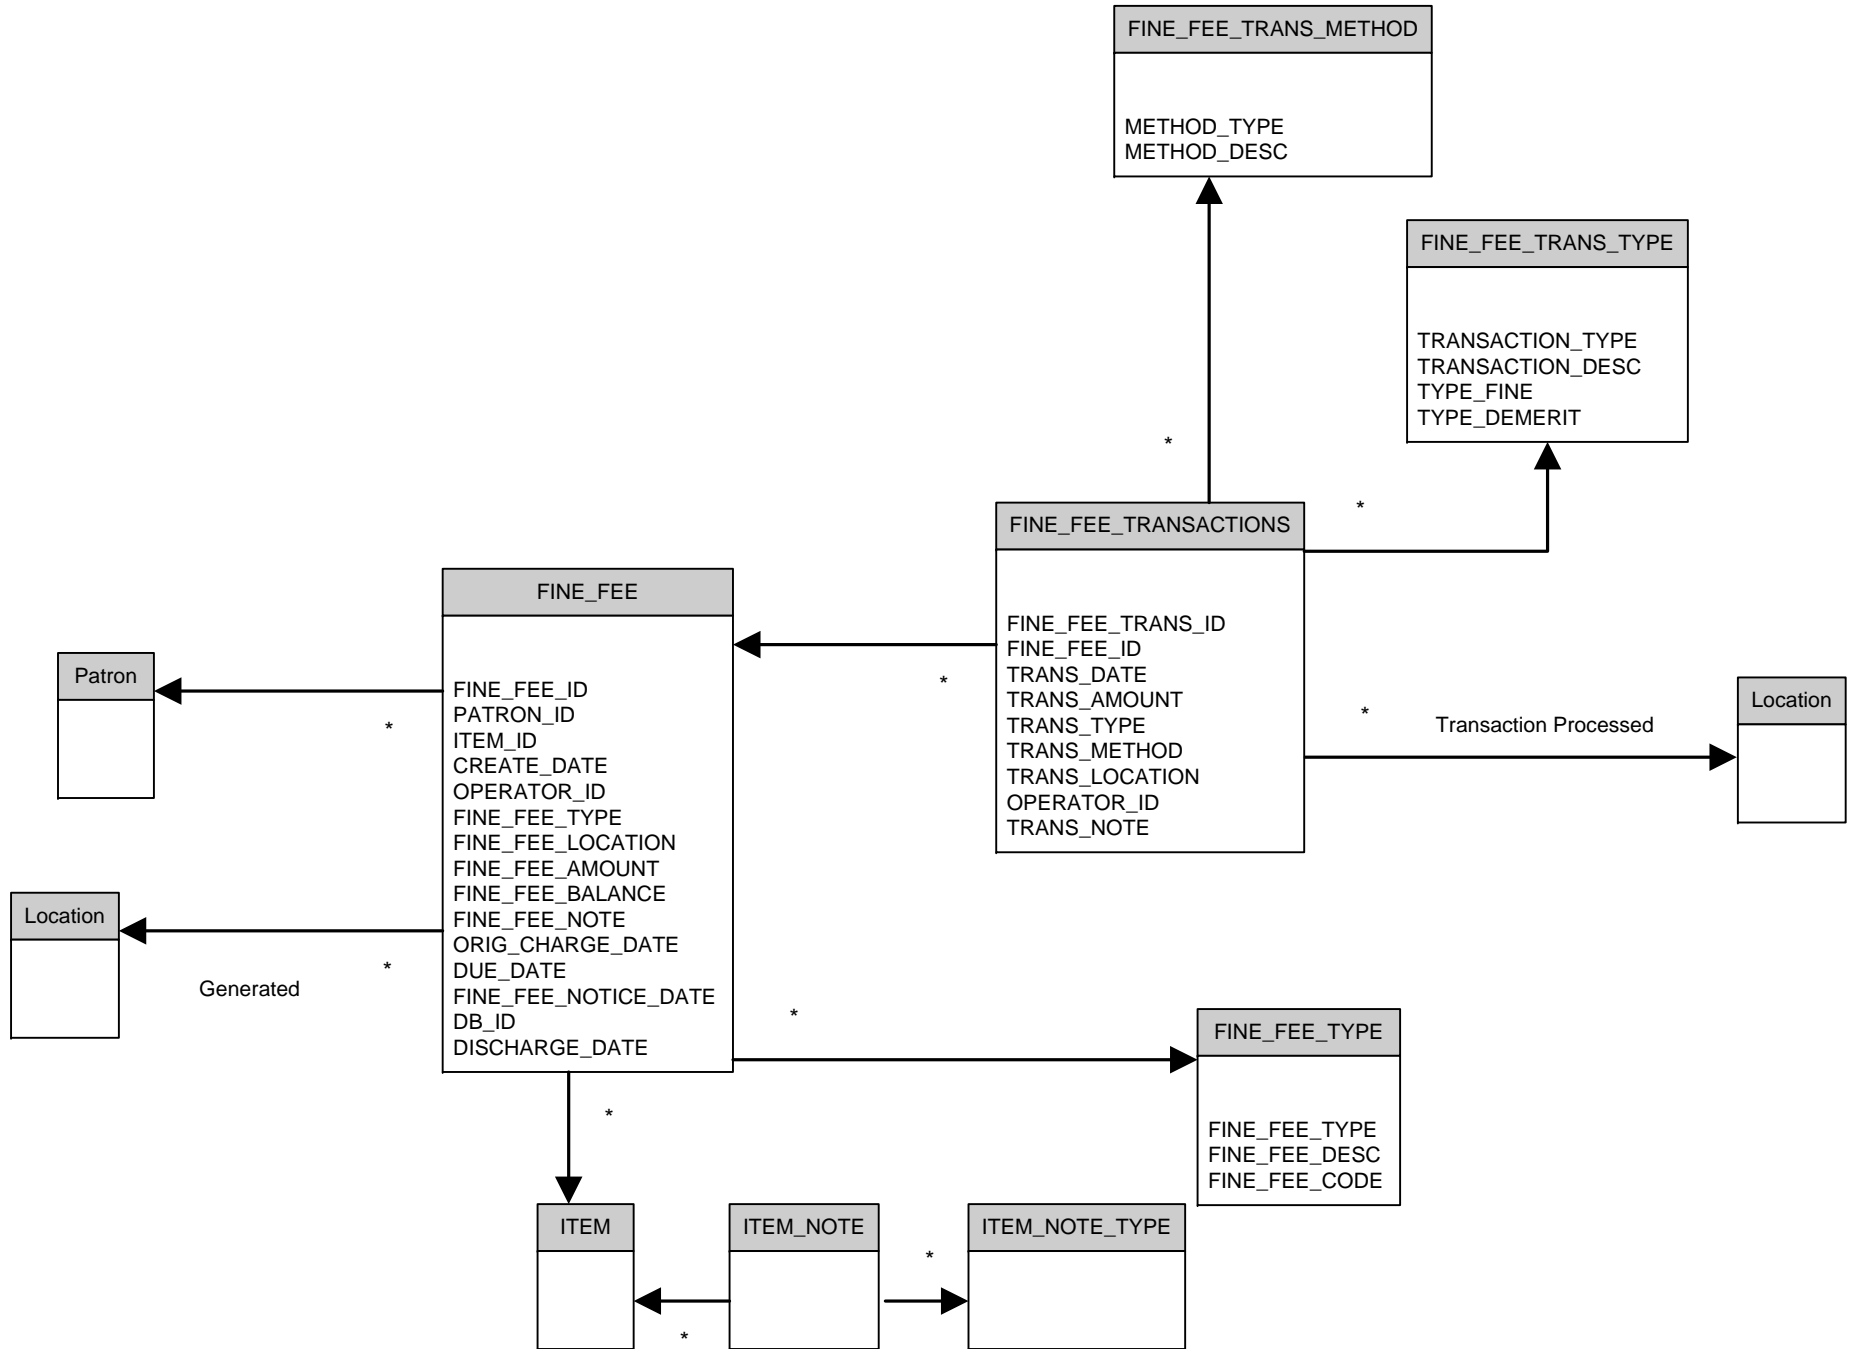 FINE_FEE_TRANS_METHOD
METHOD_TYPE
METHOD_DESC
FINE_FEE_TRANS_TYPE
TRANSACTION_TYPE
TRANSACTION_DESC
TYPE_FINE
TYPE_DEMERIT
*
*
FINE_FEE_TRANSACTIONS
FINE_FEE_TRANS_ID
FINE_FEE_ID
TRANS_DATE
TRANS_AMOUNT
TRANS_TYPE
TRANS_METHOD
TRANS_LOCATION
OPERATOR_ID
TRANS_NOTE
FINE_FEE
FINE_FEE_ID
PATRON_ID
ITEM_ID
CREATE_DATE
OPERATOR_ID
FINE_FEE_TYPE
FINE_FEE_LOCATION
FINE_FEE_AMOUNT
FINE_FEE_BALANCE
FINE_FEE_NOTE
ORIG_CHARGE_DATE
DUE_DATE
FINE_FEE_NOTICE_DATE
DB_ID
DISCHARGE_DATE
Patron
*
*
*
Transaction Processed
Location
Location
*
Generated
*
FINE_FEE_TYPE
FINE_FEE_TYPE
FINE_FEE_DESC
FINE_FEE_CODE
*
ITEM
ITEM_NOTE
ITEM_NOTE_TYPE
*
*